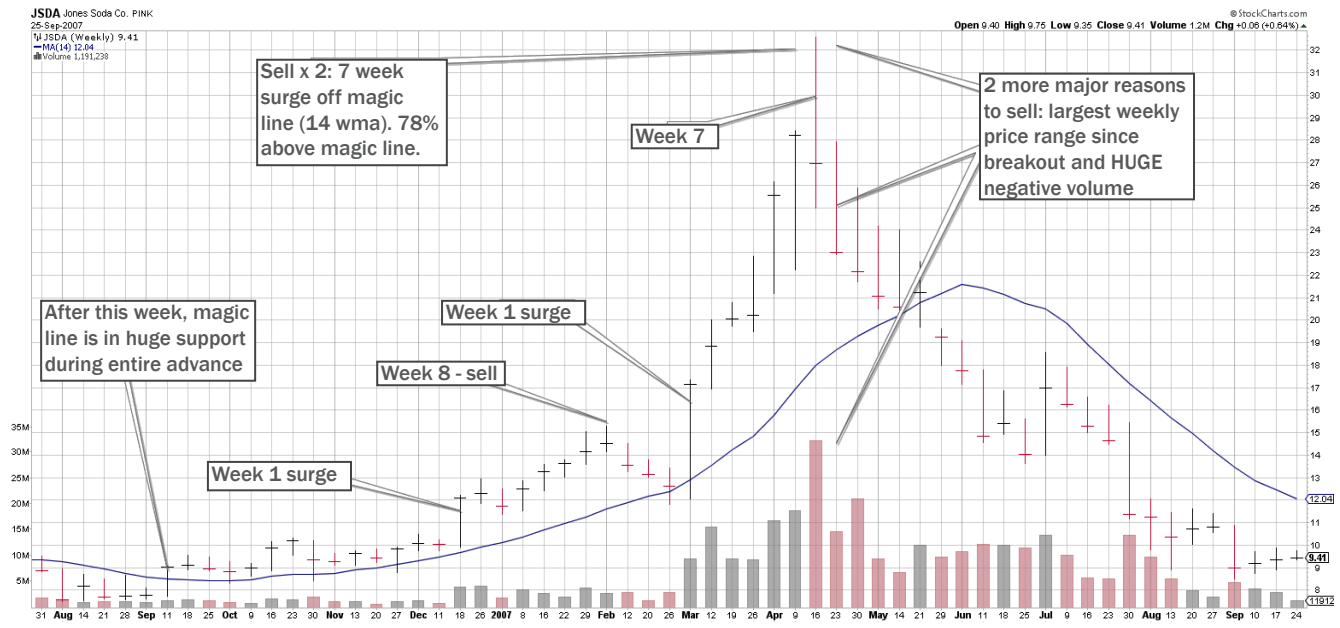 JSDA Jones Soda Co. PINK
© StockCharts.com
25-Sep-2007
Open 9.40 High 9.75 Low 9.35 Close 9.41 Volume 1.2M Chg +0.06 (+0.64%)
JSDA (Weekly) 9.41
MA(14) 12.04
Volume 1,191,238
Sell x 2: 7 week
surge off magic
line (14 wma). 78%
above magic line.
Week 7
2 more major reasons
to sell: largest weekly
price range since
breakout and HUGE
negative volume
After this week, magic
line is in huge support
during entire advance
Week 1 surge
Week 8 - sell
Week 1 surge
32
31
30
29
28
27
26
25
24
23
22
21
20
19
18
17
16
15
14
13
12.04
11
10
9.41
8
11912
35M
30M
25M
20M
15M
10M
5M
31 Aug 7 14 21 28 Sep 11 18 25 Oct 9 16 23 30 Nov 13 20 27 Dec 11 18 26 2007 8 16 22 29 Feb 12 20 26 Mar 12 19 26 Apr 9 16 23 30 May 14 21 29 Jun 11 18 25 Jul 9 16 23 30 Aug 13 20 27 Sep 10 17 24